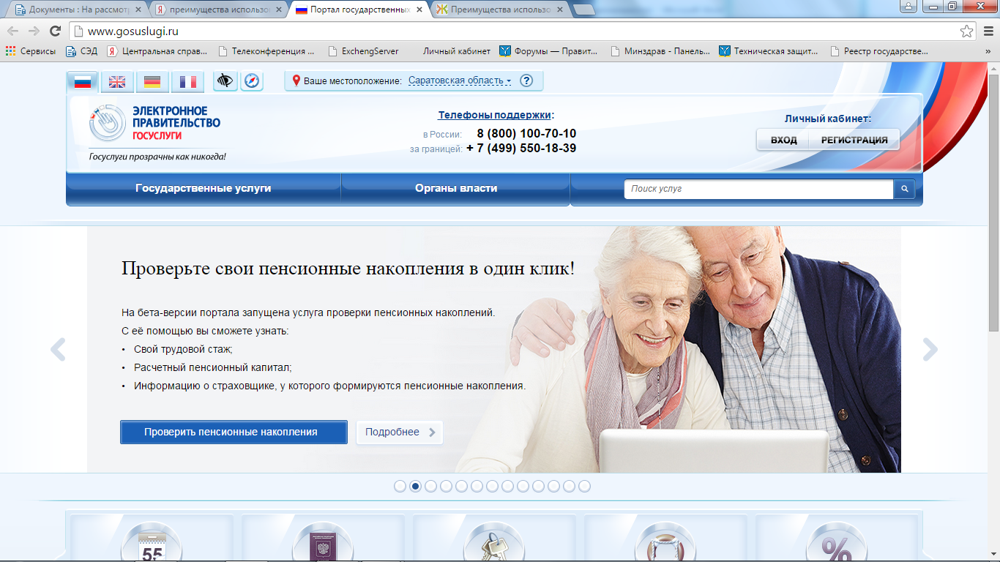 Документы : На рассмотр
преимущества использов
Портал государственных
Преимущества использо
www.gosuslugi.ru
Сервисы
СЭД
Центральная справ...
Телеконференция ...
ExchengServer
Личный кабинет
Форумы — Правит...
Минздрав - Панель...
Техническая защит...
Реестр государстве...
»
Ваше местоположение: Саратовская область ?
ЭЛЕКТРОННОЕ
ПРАВИТЕЛЬСТВО
ГОСУСЛУГИ
Госуслуги прозрачны как никогда!
Телефоны поддержки:
в России: 8 (800) 100-70-10
за границей: + 7 (499) 550-18-39
Личный кабинет:
ВХОД РЕГИСТРАЦИЯ
Государственные услуги
Органы власти
Поиск услуг
Проверьте свои пенсионные накопления в один клик!
На бета-версии портала запущена услуга проверки пенсионных накоплений.
С её помощью вы сможете узнать:
• Свой трудовой стаж;
• Расчетный пенсионный капитал;
• Информацию о страховщике, у которого формируются пенсионные накопления.
Проверить пенсионные накопления
Подробнее
55
%